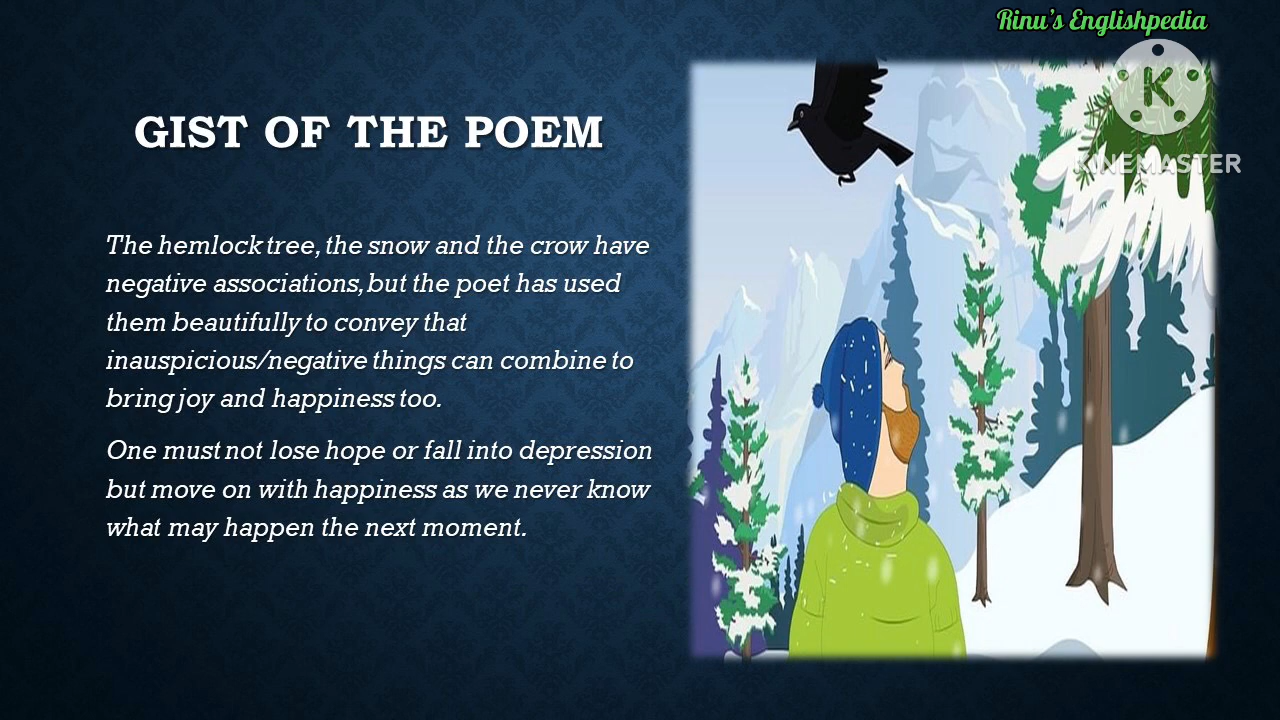 Rinu's Englishpedia
K
KINEMASTER
GIST OF THE POEM
The hemlock tree, the snow and the crow have
negative associations, but the poet has used
them beautifully to convey that
inauspicious/negative things can combine to
bring joy and happiness too.
One must not lose hope or fall into depression
but move on with happiness as we never know
what may happen the next moment.